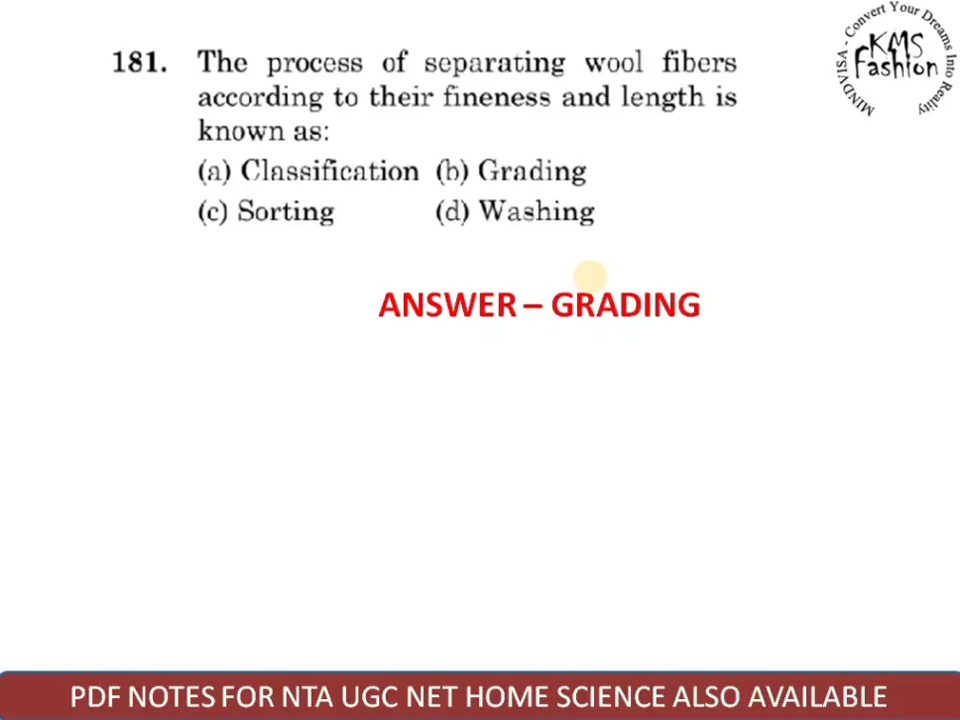 181. The process of separating wool fibers
according to their fineness and length is
known as:
(a) Classification (b) Grading
(c) Sorting (d) Washing
ANSWER – GRADING
MINDVISA - Convert Your Dreams Into Reality
KMS
Fashion
PDF NOTES FOR NTA UGC NET HOME SCIENCE ALSO AVAILABLE